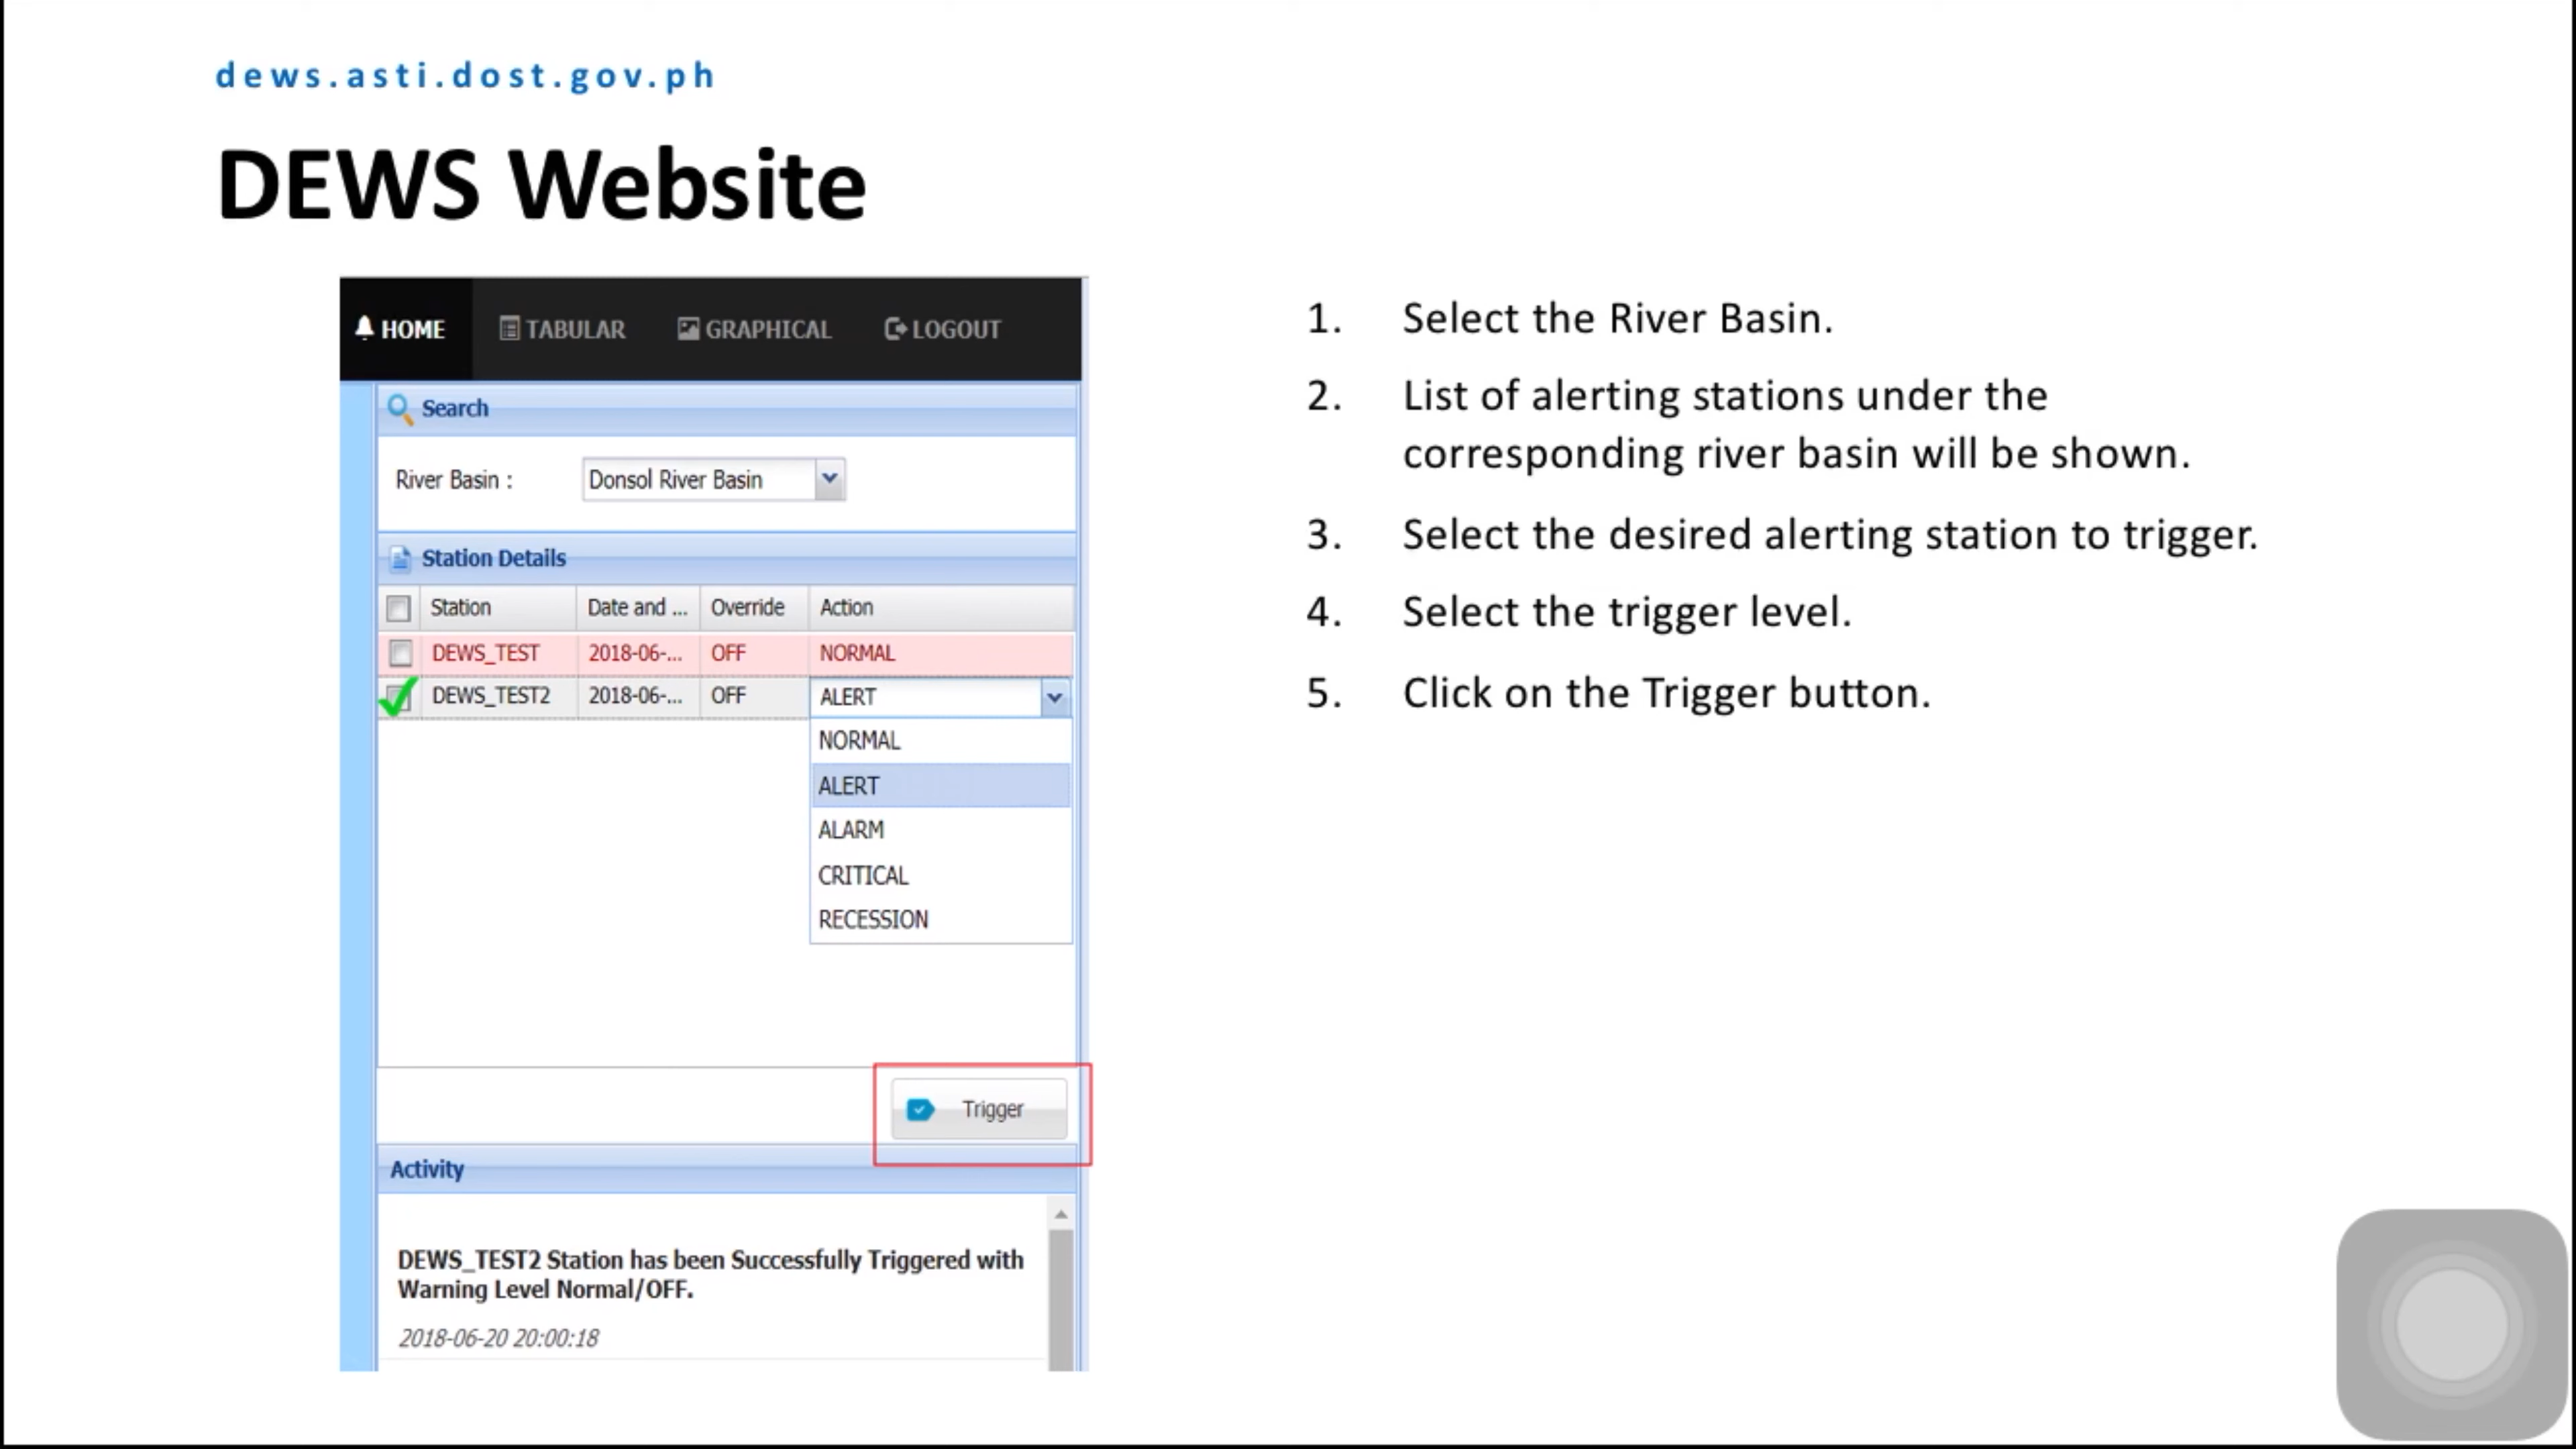 dews.asti.dost.gov.ph
DEWS Website
HOME TABULAR GRAPHICAL LOGOUT
Search
River Basin : Donsol River Basin
Station Details
Station Date and ... Override Action
DEWS_TEST 2018-06-... OFF NORMAL
DEWS_TEST2 2018-06-... OFF ALERT
NORMAL
ALERT
ALARM
CRITICAL
RECESSION
Trigger
Activity
DEWS_TEST2 Station has been Successfully Triggered with
Warning Level Normal/OFF.
2018-06-20 20:00:18
1. Select the River Basin.
2. List of alerting stations under the
corresponding river basin will be shown.
3. Select the desired alerting station to trigger.
4. Select the trigger level.
5. Click on the Trigger button.